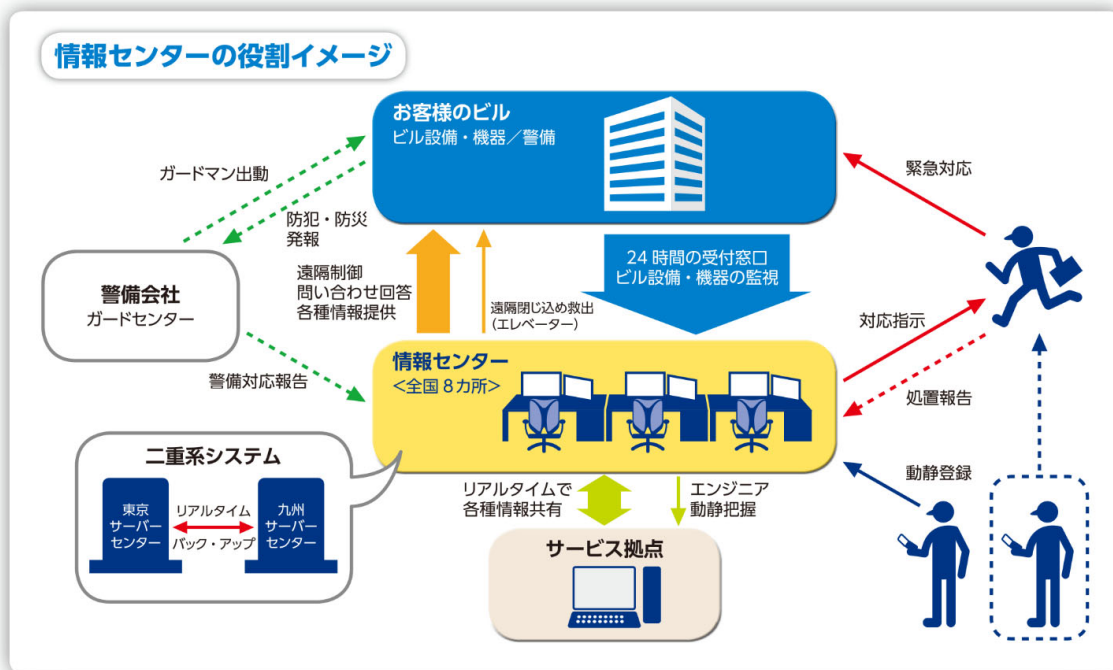 情報センターの役割イメージ
お客様のビル
ビル設備・機器／警備
ガードマン出動
防犯・防災
発報
緊急対応
警備会社
ガードセンター
遠隔制御
問い合わせ回答
各種情報提供
遠隔閉じ込め救出
（エレベーター）
24時間の受付窓口
ビル設備・機器の監視
対応指示
警備対応報告
情報センター
<全国8カ所>
処置報告
二重系システム
東京
サーバー
センター
リアルタイム
バック・アップ
九州
サーバー
センター
リアルタイムで
各種情報共有
エンジニア
動静把握
動静登録
サービス拠点